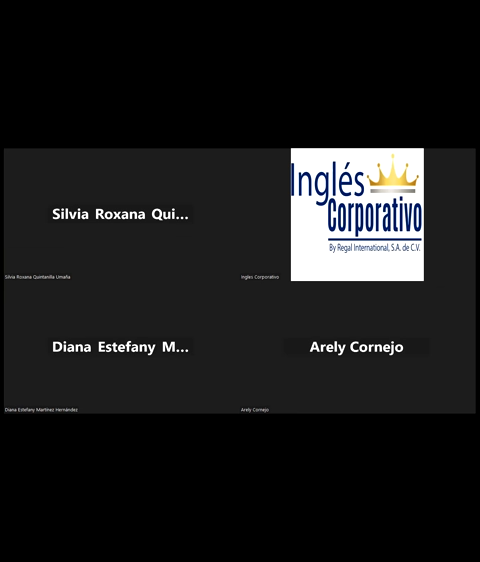 Silvia Roxana Qui...
Silvia Roxana Quintanilla Umaña
Inglés
Corporativo
By Regal International, S.A. de C.V.
Inglés Corporativo
Diana Estefany M...
Diana Estefany Martínez Hernández
Arely Cornejo
Arely Cornejo